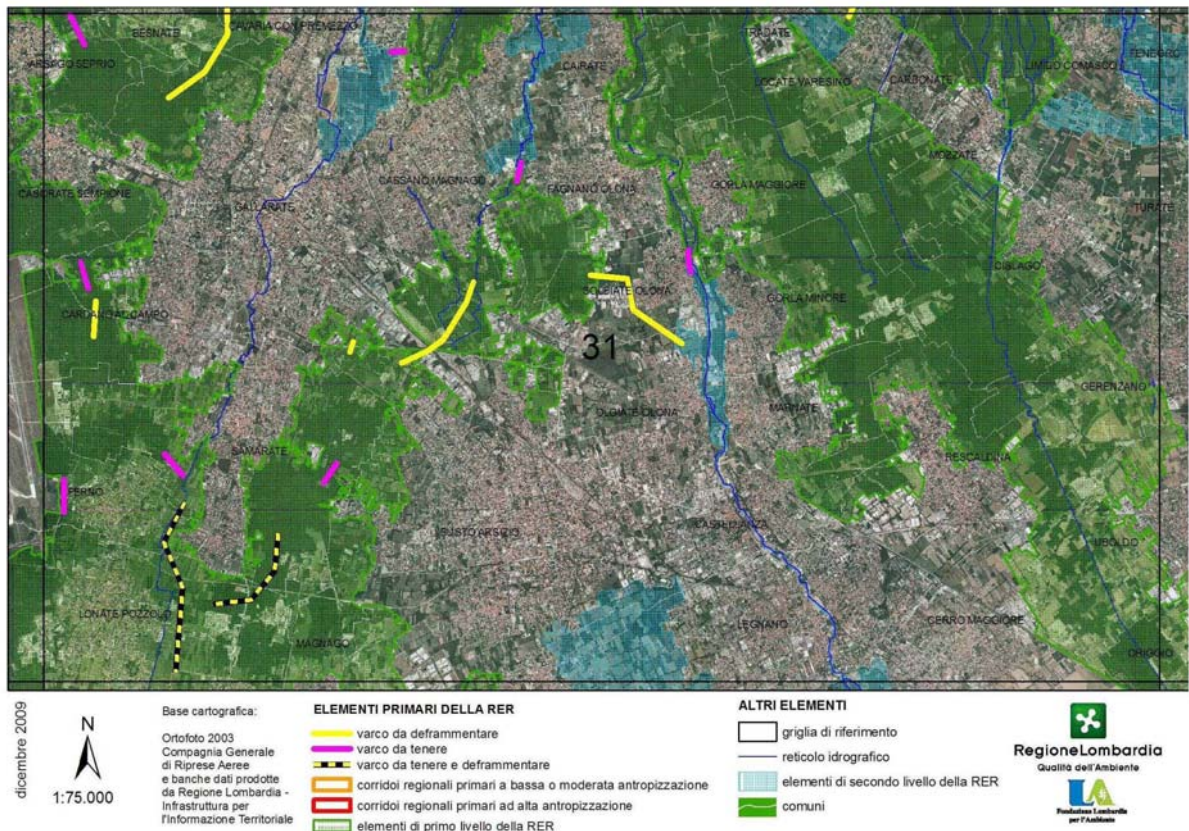 BESNATE
CAVARIA CON PREMEZZO
ARSAGO SEPRIO
CAIRATE
TRADATE
LOCATE VARESINO
CARBONATE
LIMIDO COMASCO
FENEGRO
MOZZATE
CASORATE SEMPIONE
GALLARATE
CASSANO MAGNAGO
FAGNANO OLONA
GORLA MAGGIORE
TURATE
CISLAGO
CARDANO AL CAMPO
SOLBIATE OLONA
GORLA MINORE
31
GERENZANO
OLGIATE OLONA
MARNATE
SAMARATE
RESCALDINA
FERNO
BUSTO ARSIZIO
CASTELLANZA
UBOLDO
LONATE POZZOLO
MAGNAGO
LEGNANO
CERRO MAGGIORE
ORIGGIO
dicembre 2009
N
1:75.000
Base cartografica:
Ortofoto 2003
Compagnia Generale
di Riprese Aeree
e banche dati prodotte
da Regione Lombardia -
Infrastruttura per
l'Informazione Territoriale
ELEMENTI PRIMARI DELLA RER
varco da deframmentare
varco da tenere
varco da tenere e deframmentare
corridoi regionali primari a bassa o moderata antropizzazione
corridoi regionali primari ad alta antropizzazione
elementi di primo livello della RER
ALTRI ELEMENTI
griglia di riferimento
reticolo idrografico
elementi di secondo livello della RER
comuni
RegioneLombardia
Qualità dell'Ambiente
Fondazione Lombardia
per l'Ambiente